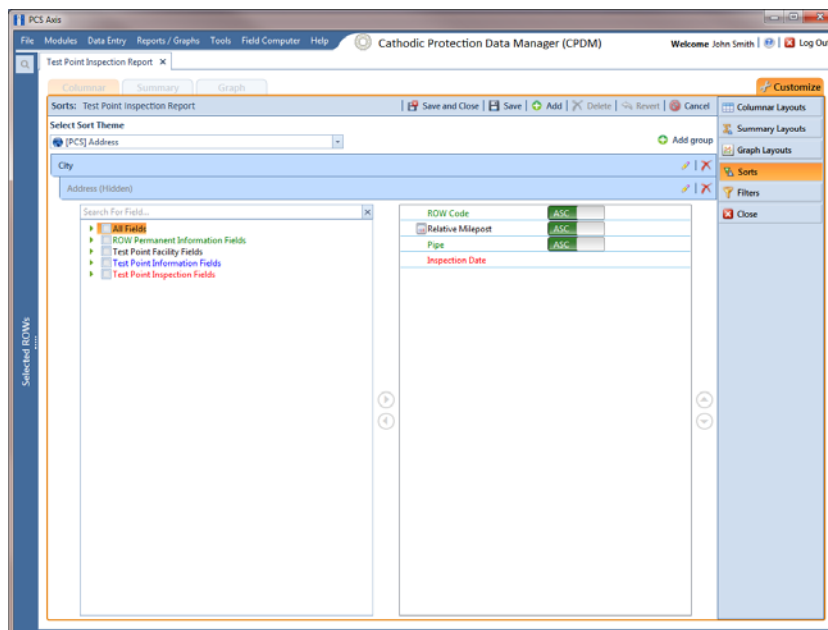 PCS Axis
File Modules Data Entry Reports / Graphs Tools Field Computer Help Cathodic Protection Data Manager (CPDM) Welcome John Smith Log Ou
Test Point Inspection Report X
Columnar Summary Graph Customize
Sorts: Test Point Inspection Report Save and Close Save Add Delete Revert Cancel
Columnar Layouts
Summary Layouts
Graph Layouts
Sorts
Filters
Close
Select Sort Theme
[PCS] Address
Add group
City
Address (Hidden)
Search For Field...
All Fields
ROW Permanent Information Fields
Test Point Facility Fields
Test Point Information Fields
Test Point Inspection Fields
ROW Code ASC
Relative Milepost ASC
Pipe ASC
Inspection Date
Selected ROWs